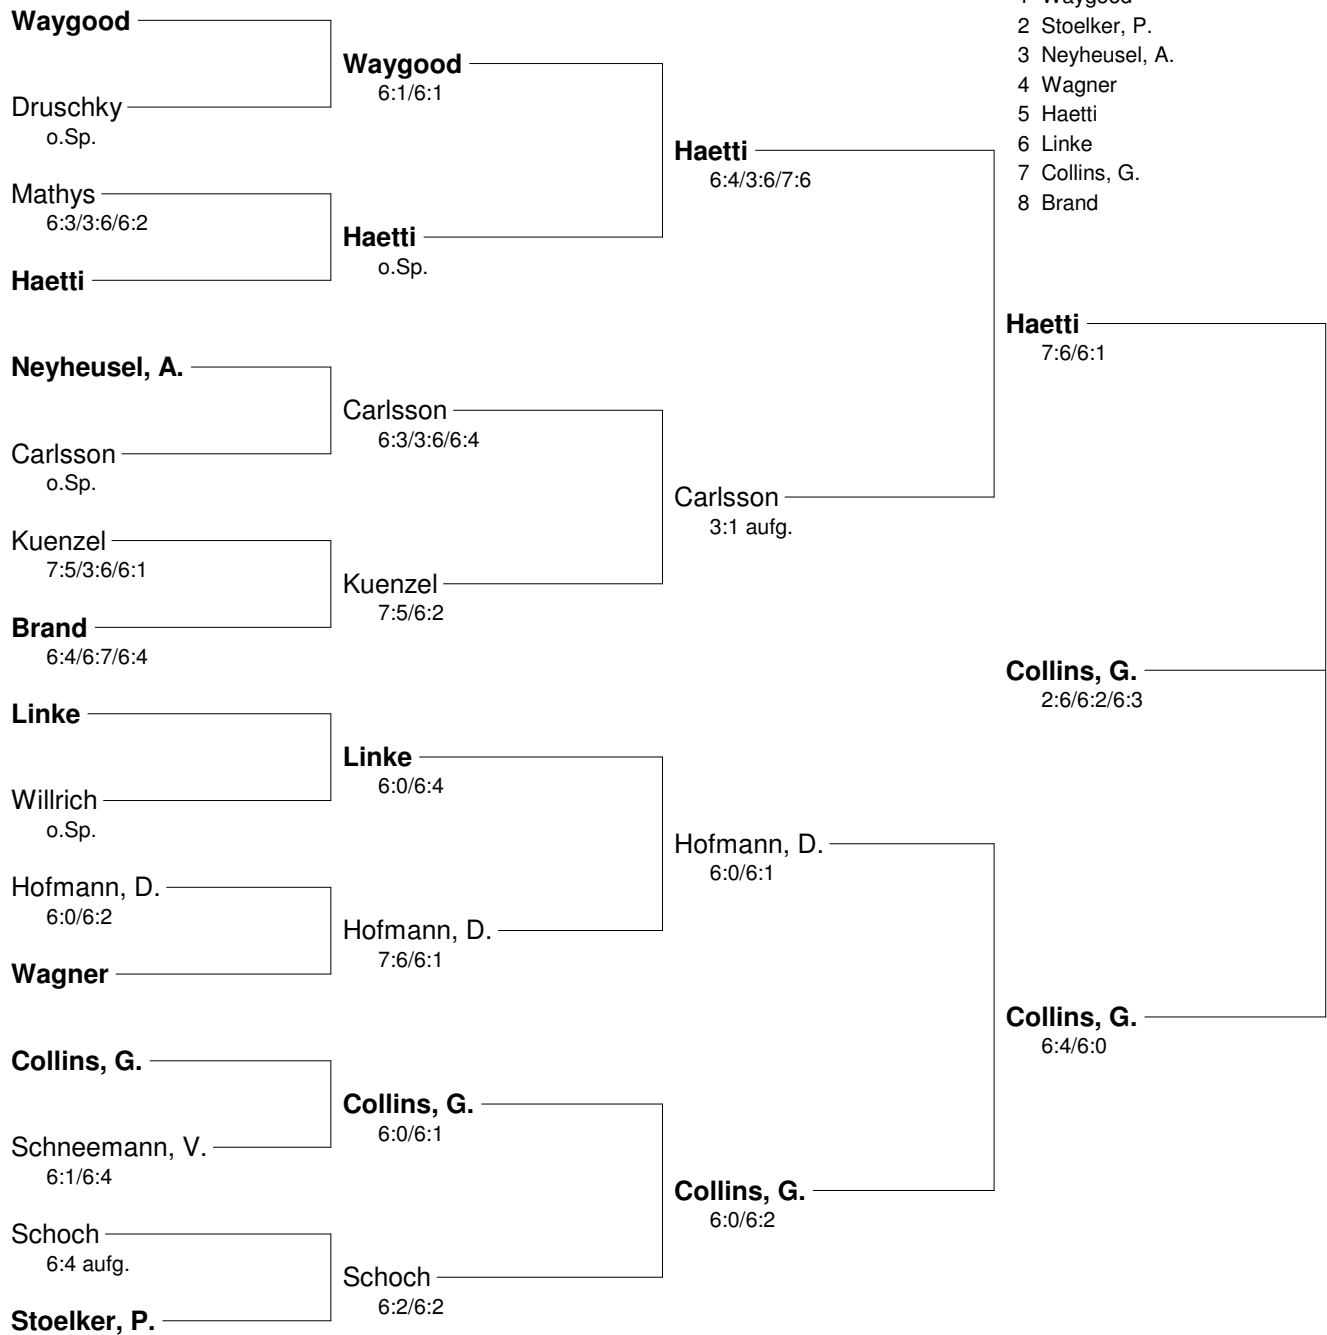 Waygood
Druschky
o.Sp.
Mathys
6:3/3:6/6:2
Haetti
Neyheusel, A.
Carlsson
o.Sp.
Kuenzel
7:5/3:6/6:1
Brand
6:4/6:7/6:4
Linke
Willrich
o.Sp.
Hofmann, D.
6:0/6:2
Wagner
Collins, G.
Schneemann, V.
6:1/6:4
Schoch
6:4 aufg.
Stoelker, P.
Waygood
6:1/6:1
Haetti
o.Sp.
Carlsson
6:3/3:6/6:4
Kuenzel
7:5/6:2
Linke
6:0/6:4
Hofmann, D.
7:6/6:1
Collins, G.
6:0/6:1
Schoch
6:2/6:2
Haetti
6:4/3:6/7:6
Carlsson
3:1 aufg.
Hofmann, D.
6:0/6:1
Collins, G.
6:0/6:2
1 Waygood
2 Stoelker, P.
3 Neyheusel, A.
4 Wagner
5 Haetti
6 Linke
7 Collins, G.
8 Brand
Haetti
7:6/6:1
Collins, G.
2:6/6:2/6:3
Collins, G.
6:4/6:0